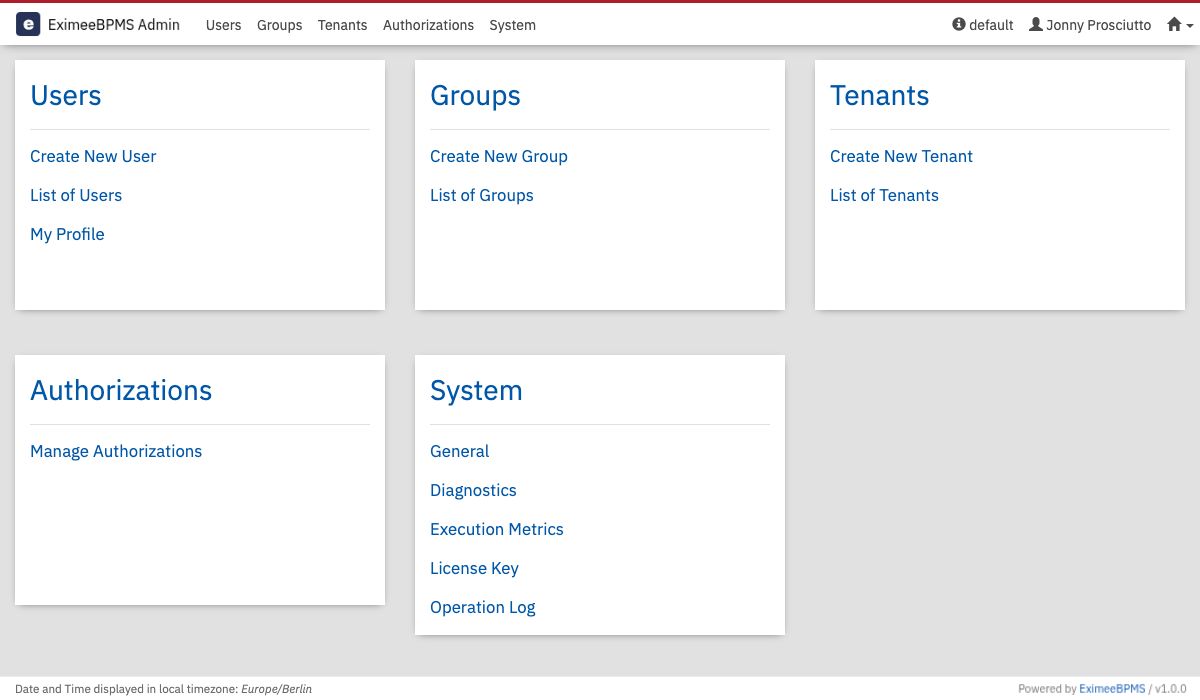 e EximeeBPMS Admin Users Groups Tenants Authorizations System default Jonny Prosciutto
Users
Create New User
List of Users
My Profile
Groups
Create New Group
List of Groups
Tenants
Create New Tenant
List of Tenants
Authorizations
Manage Authorizations
System
General
Diagnostics
Execution Metrics
License Key
Operation Log
Date and Time displayed in local timezone: Europe/Berlin
Powered by EximeeBPMS / v1.0.0